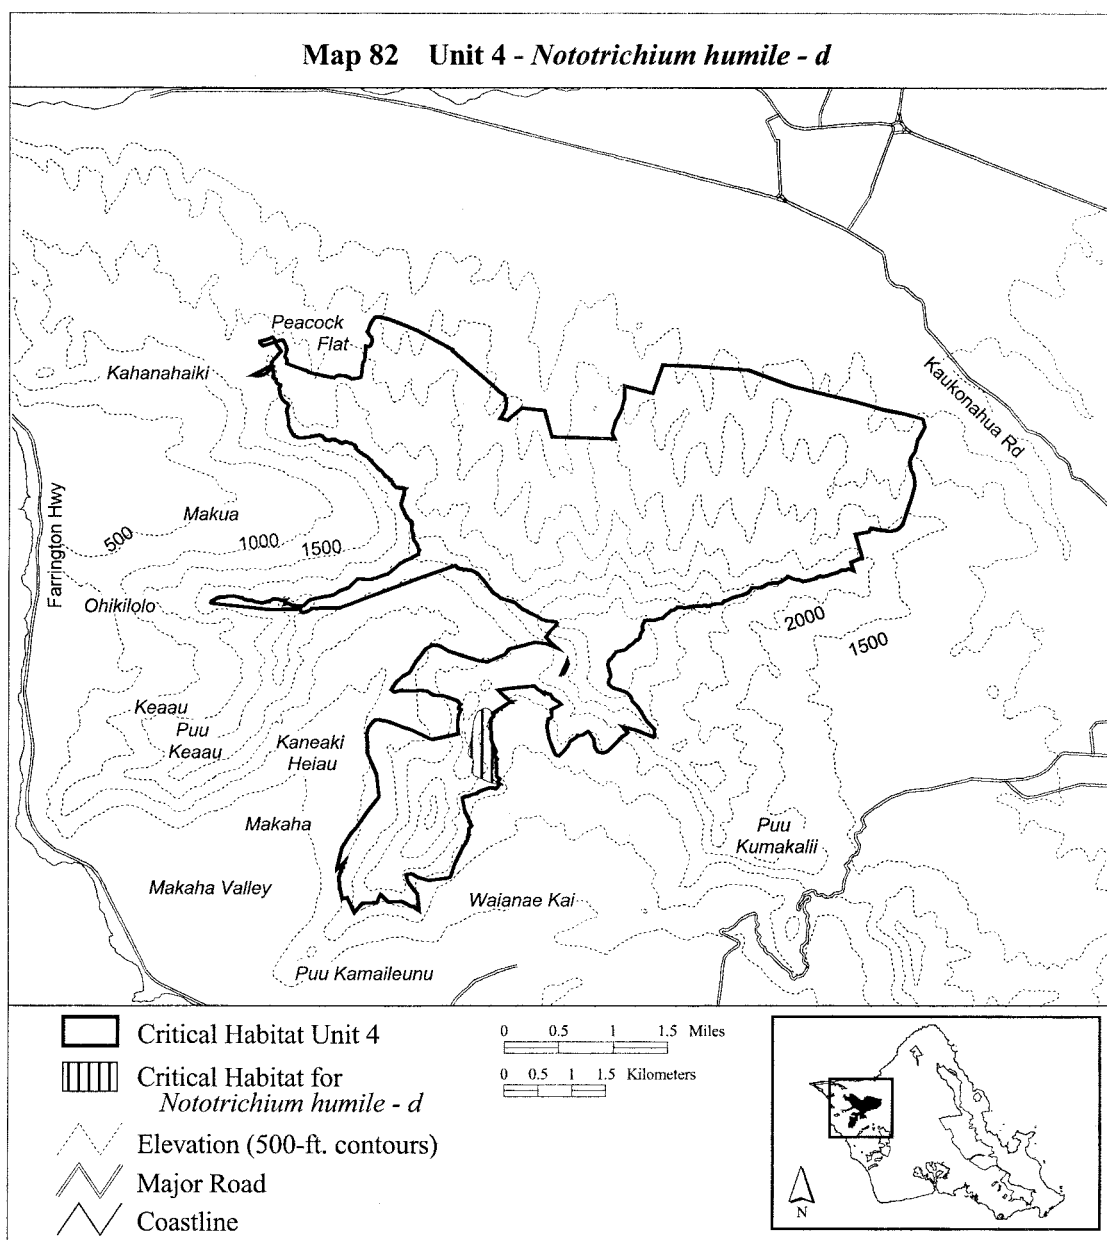 Map 82 Unit 4 - Nototrichium humile - d
Peacock
Flat
Kahanahaiki
Kaukonahua Rd
Farrington Hwy
Makua
500
1000
1500
Ohikilolo
2000
1500
Keaau
Puu
Keaau
Kaneaki
Heiau
Makaha
Puu
Kumakalii
Makaha Valley
Waianae Kai
Puu Kamaileunu
Critical Habitat Unit 4
Critical Habitat for
Nototrichium humile - d
Elevation (500-ft. contours)
Major Road
Coastline
0 0.5 1 1.5 Miles
0 0.5 1 1.5 Kilometers
N